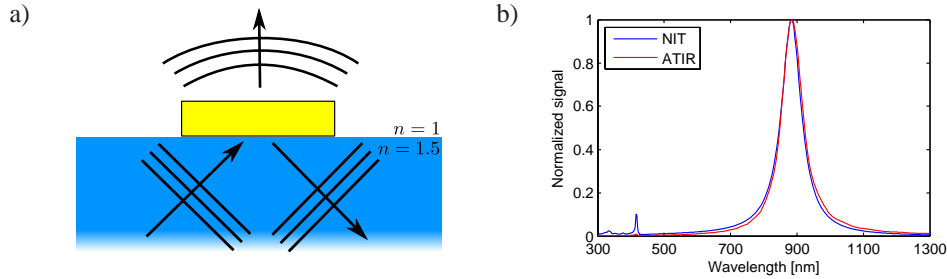 a)
n = 1
n = 1.5
b)
NIT
ATIR
Normalized signal
1
0.8
0.6
0.4
0.2
0
300
500
700
900
1100
1300
Wavelength [nm]